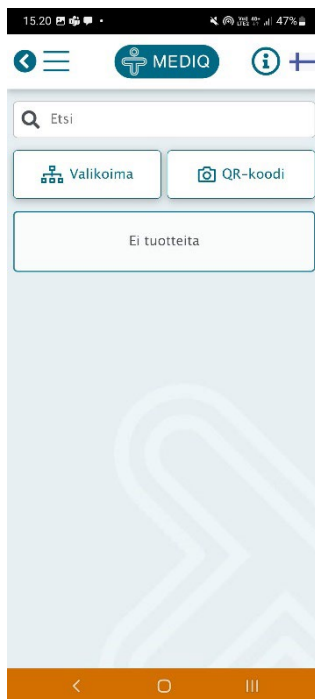 15.20 47%
MEDIQ
Etsi
Valikoima QR-koodi
Ei tuotteita